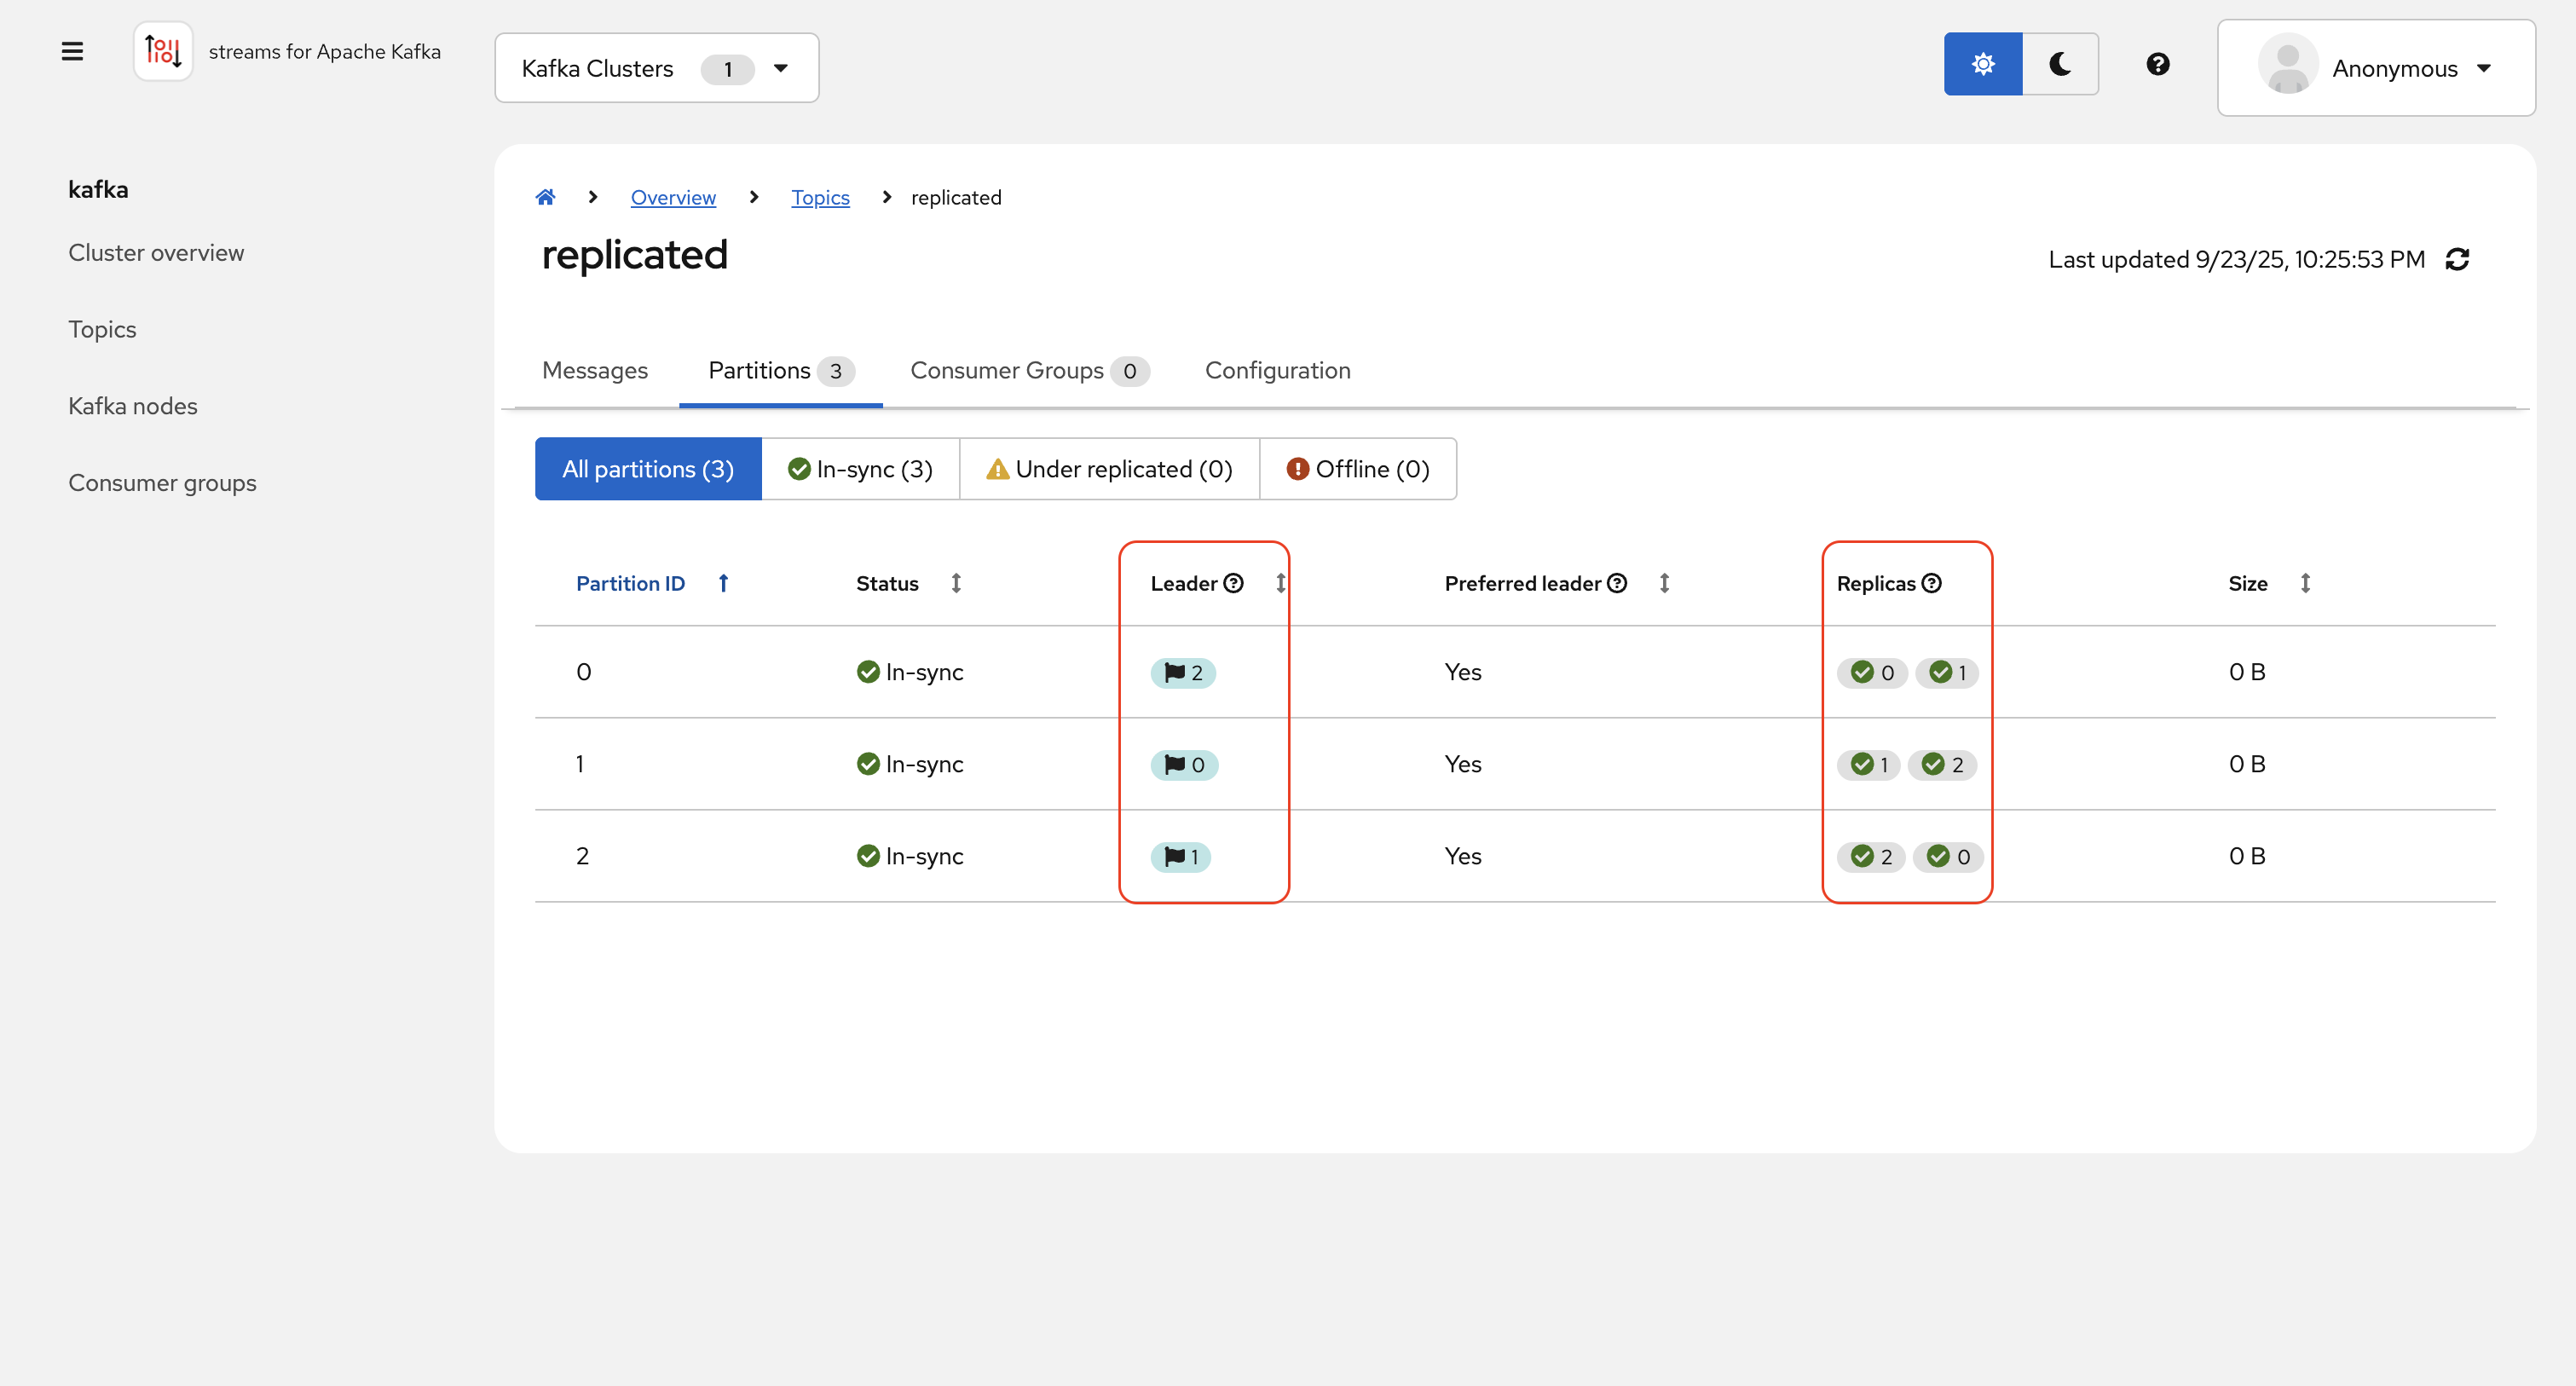 streams for Apache Kafka
Kafka Clusters 1
Anonymous
kafka
Cluster overview
Topics
Kafka nodes
Consumer groups
Overview Topics replicated
replicated
Last updated 9/23/25, 10:25:53 PM
Messages Partitions 3 Consumer Groups 0 Configuration
All partitions (3) In-sync (3) Under replicated (0) Offline (0)
Partition ID Status Leader Preferred leader Replicas Size
0 In-sync 2 Yes 0 1 0 B
1 In-sync 0 Yes 1 2 0 B
2 In-sync 1 Yes 2 0 0 B